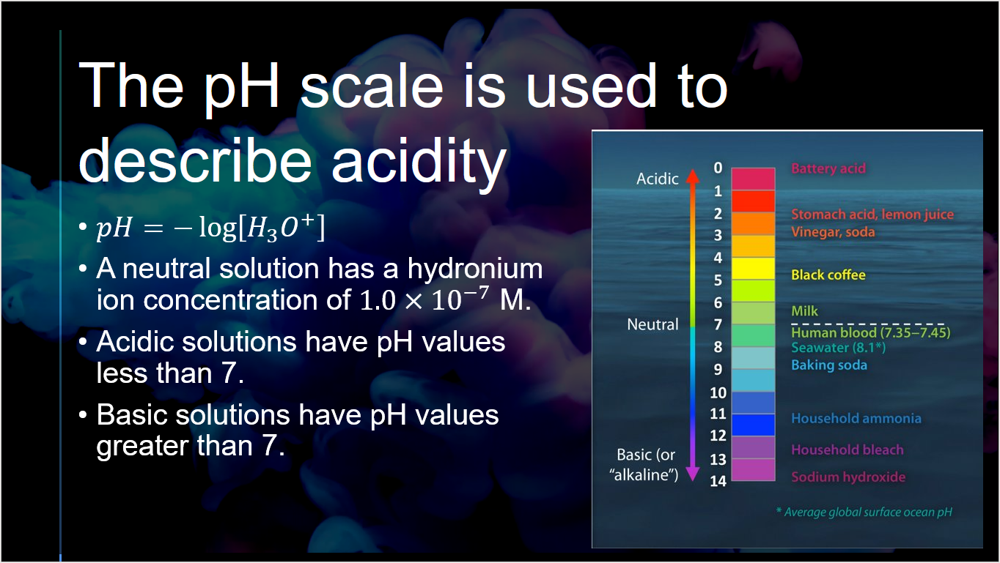 The pH scale is used to
describe acidity
• pH = − log[H₃O⁺]
• A neutral solution has a hydronium
ion concentration of 1.0 × 10⁻⁷ M.
• Acidic solutions have pH values
less than 7.
• Basic solutions have pH values
greater than 7.
Acidic
Neutral
Basic (or
“alkaline”)
0
1
2
3
4
5
6
7
8
9
10
11
12
13
14
Battery acid
Stomach acid, lemon juice
Vinegar, soda
Black coffee
Milk
Human blood (7.35–7.45)
Seawater (8.1*)
Baking soda
Household ammonia
Household bleach
Sodium hydroxide
* Average global surface ocean pH